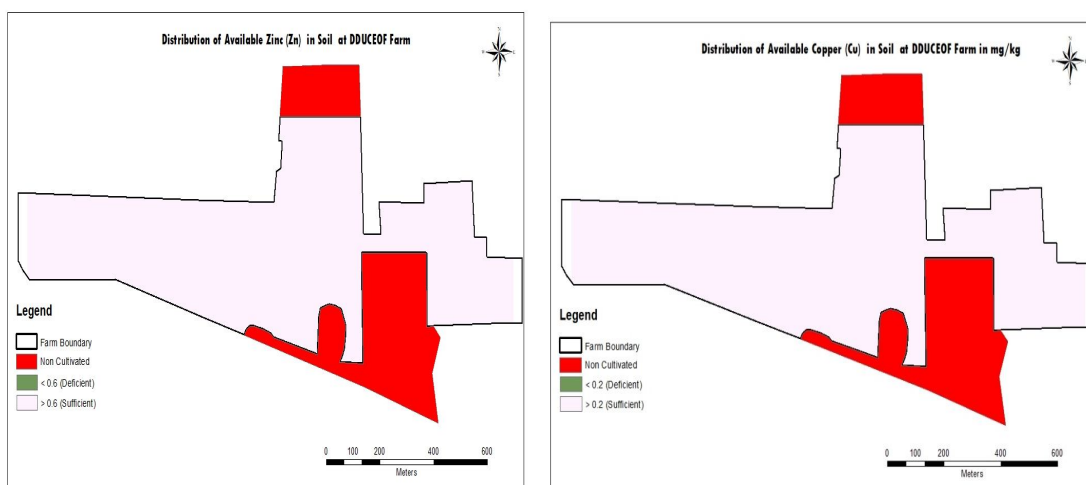 Distribution of Available Zinc (Zn) in Soil at DDUCEOF Farm
N
Legend
Farm Boundary
Non Cultivated
< 0.6 (Deficient)
> 0.6 (Sufficient)
0 100 200 400 600
Meters
Distribution of Available Copper (Cu) in Soil at DDUCEOF Farm in mg/kg
N
Legend
Farm Boundary
Non Cultivated
< 0.2 (Deficient)
> 0.2 (Sufficient)
0 100 200 400 600
Meters